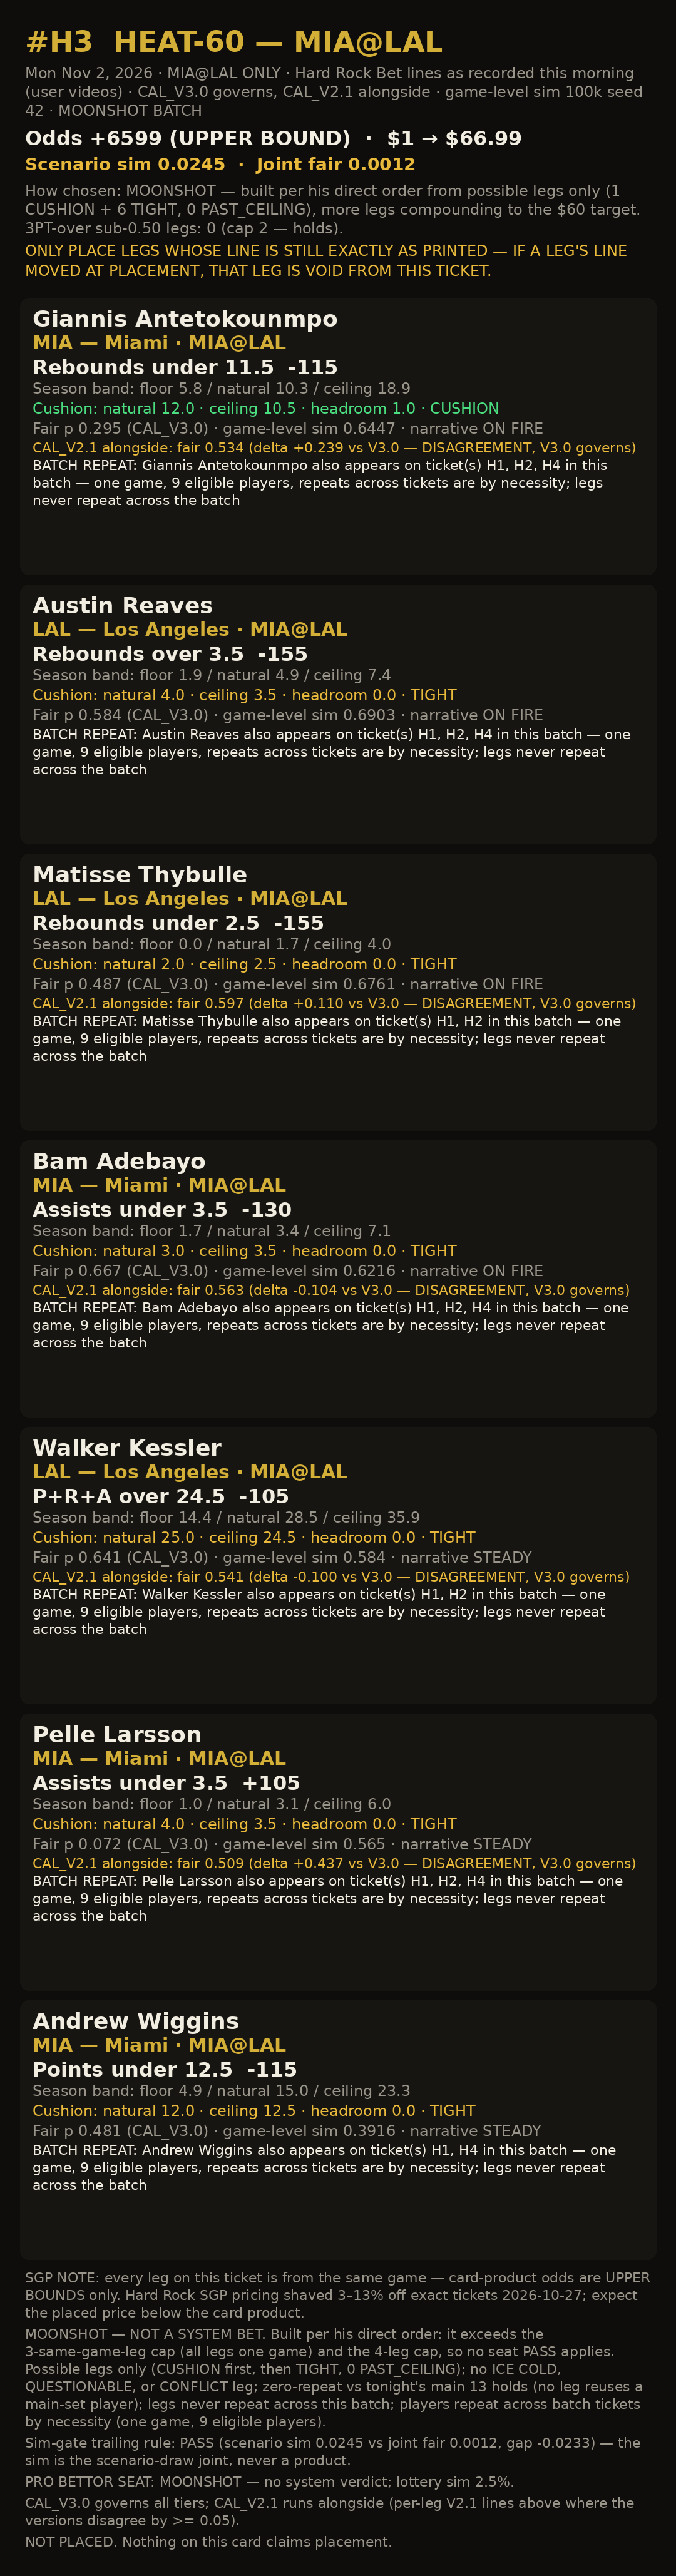 #H3 HEAT-60 — MIA@LAL
Mon Nov 2, 2026 · MIA@LAL ONLY · Hard Rock Bet lines as recorded this morning
(user videos) · CAL_V3.0 governs, CAL_V2.1 alongside · game-level sim 100k seed
42 · MOONSHOT BATCH
Odds +6599 (UPPER BOUND) · $1 → $66.99
Scenario sim 0.0245 · Joint fair 0.0012
How chosen: MOONSHOT — built per his direct order from possible legs only (1
CUSHION + 6 TIGHT, 0 PAST_CEILING), more legs compounding to the $60 target.
3PT-over sub-0.50 legs: 0 (cap 2 — holds).
ONLY PLACE LEGS WHOSE LINE IS STILL EXACTLY AS PRINTED — IF A LEG'S LINE
MOVED AT PLACEMENT, THAT LEG IS VOID FROM THIS TICKET.
Giannis Antetokounmpo
MIA — Miami · MIA@LAL
Rebounds under 11.5 -115
Season band: floor 5.8 / natural 10.3 / ceiling 18.9
Cushion: natural 12.0 · ceiling 10.5 · headroom 1.0 · CUSHION
Fair p 0.295 (CAL_V3.0) · game-level sim 0.6447 · narrative ON FIRE
CAL_V2.1 alongside: fair 0.534 (delta +0.239 vs V3.0 — DISAGREEMENT, V3.0 governs)
BATCH REPEAT: Giannis Antetokounmpo also appears on ticket(s) H1, H2, H4 in this
batch — one game, 9 eligible players, repeats across tickets are by necessity; legs
never repeat across the batch
Austin Reaves
LAL — Los Angeles · MIA@LAL
Rebounds over 3.5 -155
Season band: floor 1.9 / natural 4.9 / ceiling 7.4
Cushion: natural 4.0 · ceiling 3.5 · headroom 0.0 · TIGHT
Fair p 0.584 (CAL_V3.0) · game-level sim 0.6903 · narrative ON FIRE
BATCH REPEAT: Austin Reaves also appears on ticket(s) H1, H2, H4 in this batch — one
game, 9 eligible players, repeats across tickets are by necessity; legs never repeat
across the batch
Matisse Thybulle
LAL — Los Angeles · MIA@LAL
Rebounds under 2.5 -155
Season band: floor 0.0 / natural 1.7 / ceiling 4.0
Cushion: natural 2.0 · ceiling 2.5 · headroom 0.0 · TIGHT
Fair p 0.487 (CAL_V3.0) · game-level sim 0.6761 · narrative ON FIRE
CAL_V2.1 alongside: fair 0.597 (delta +0.110 vs V3.0 — DISAGREEMENT, V3.0 governs)
BATCH REPEAT: Matisse Thybulle also appears on ticket(s) H1, H2 in this batch — one
game, 9 eligible players, repeats across tickets are by necessity; legs never repeat
across the batch
Bam Adebayo
MIA — Miami · MIA@LAL
Assists under 3.5 -130
Season band: floor 1.7 / natural 3.4 / ceiling 7.1
Cushion: natural 3.0 · ceiling 3.5 · headroom 0.0 · TIGHT
Fair p 0.667 (CAL_V3.0) · game-level sim 0.6216 · narrative ON FIRE
CAL_V2.1 alongside: fair 0.563 (delta -0.104 vs V3.0 — DISAGREEMENT, V3.0 governs)
BATCH REPEAT: Bam Adebayo also appears on ticket(s) H1, H2, H4 in this batch — one
game, 9 eligible players, repeats across tickets are by necessity; legs never repeat
across the batch
Walker Kessler
LAL — Los Angeles · MIA@LAL
P+R+A over 24.5 -105
Season band: floor 14.4 / natural 28.5 / ceiling 35.9
Cushion: natural 25.0 · ceiling 24.5 · headroom 0.0 · TIGHT
Fair p 0.641 (CAL_V3.0) · game-level sim 0.584 · narrative STEADY
CAL_V2.1 alongside: fair 0.541 (delta -0.100 vs V3.0 — DISAGREEMENT, V3.0 governs)
BATCH REPEAT: Walker Kessler also appears on ticket(s) H1, H2 in this batch — one
game, 9 eligible players, repeats across tickets are by necessity; legs never repeat
across the batch
Pelle Larsson
MIA — Miami · MIA@LAL
Assists under 3.5 +105
Season band: floor 1.0 / natural 3.1 / ceiling 6.0
Cushion: natural 4.0 · ceiling 3.5 · headroom 0.0 · TIGHT
Fair p 0.072 (CAL_V3.0) · game-level sim 0.565 · narrative STEADY
CAL_V2.1 alongside: fair 0.509 (delta +0.437 vs V3.0 — DISAGREEMENT, V3.0 governs)
BATCH REPEAT: Pelle Larsson also appears on ticket(s) H1, H2, H4 in this batch — one
game, 9 eligible players, repeats across tickets are by necessity; legs never repeat
across the batch
Andrew Wiggins
MIA — Miami · MIA@LAL
Points under 12.5 -115
Season band: floor 4.9 / natural 15.0 / ceiling 23.3
Cushion: natural 12.0 · ceiling 12.5 · headroom 0.0 · TIGHT
Fair p 0.481 (CAL_V3.0) · game-level sim 0.3916 · narrative STEADY
BATCH REPEAT: Andrew Wiggins also appears on ticket(s) H1, H4 in this batch — one
game, 9 eligible players, repeats across tickets are by necessity; legs never repeat
across the batch
SGP NOTE: every leg on this ticket is from the same game — card-product odds are UPPER
BOUNDS only. Hard Rock SGP pricing shaved 3–13% off exact tickets 2026-10-27; expect
the placed price below the card product.
MOONSHOT — NOT A SYSTEM BET. Built per his direct order: it exceeds the
3-same-game-leg cap (all legs one game) and the 4-leg cap, so no seat PASS applies.
Possible legs only (CUSHION first, then TIGHT, 0 PAST_CEILING); no ICE COLD,
QUESTIONABLE, or CONFLICT leg; zero-repeat vs tonight's main 13 holds (no leg reuses a
main-set player); legs never repeat across this batch; players repeat across batch tickets
by necessity (one game, 9 eligible players).
Sim-gate trailing rule: PASS (scenario sim 0.0245 vs joint fair 0.0012, gap -0.0233) — the
sim is the scenario-draw joint, never a product.
PRO BETTOR SEAT: MOONSHOT — no system verdict; lottery sim 2.5%.
CAL_V3.0 governs all tiers; CAL_V2.1 runs alongside (per-leg V2.1 lines above where the
versions disagree by >= 0.05).
NOT PLACED. Nothing on this card claims placement.